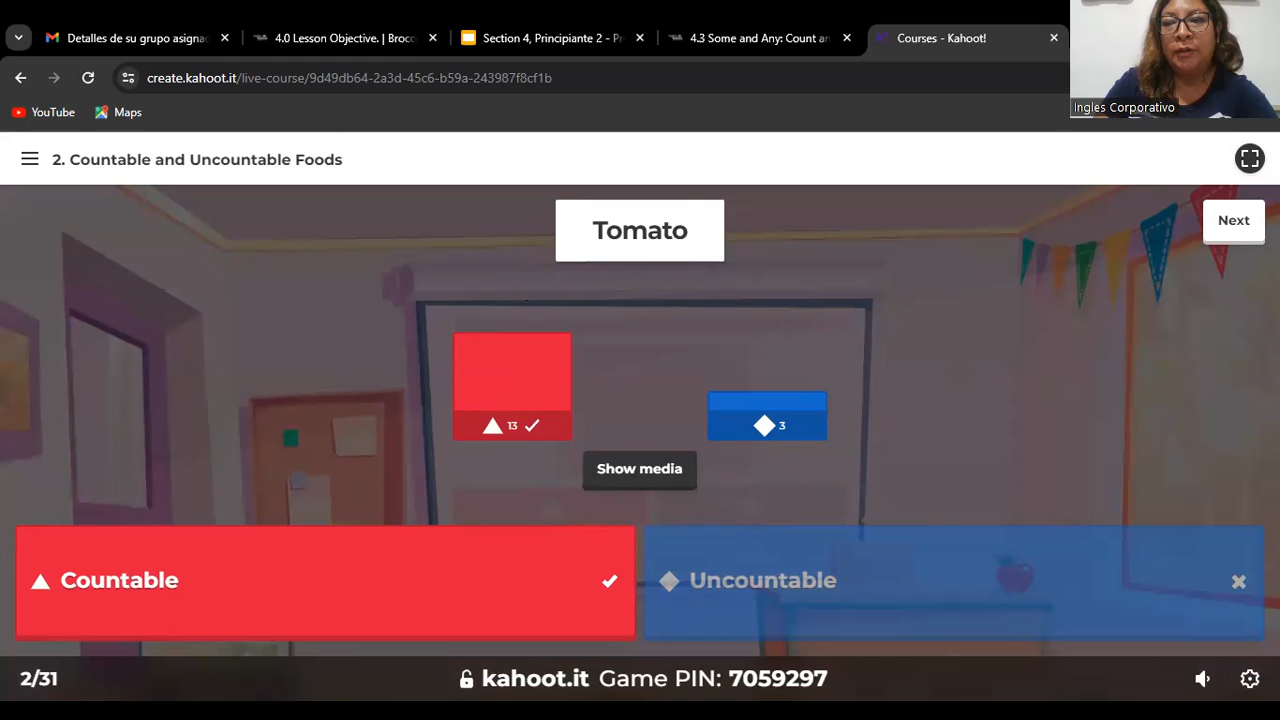 Detalles de su grupo asigna
4.0 Lesson Objective. | Brocc
Section 4, Principiante 2 - Pr
4.3 Some and Any: Count an
Courses - Kahoot!
create.kahoot.it/live-course/9d49db64-2a3d-45c6-b59a-243987f8cf1b
YouTube
Maps
Ingles Corporativo
2. Countable and Uncountable Foods
Tomato
Next
13
3
Show media
Countable
Uncountable
2/31
kahoot.it Game PIN: 7059297